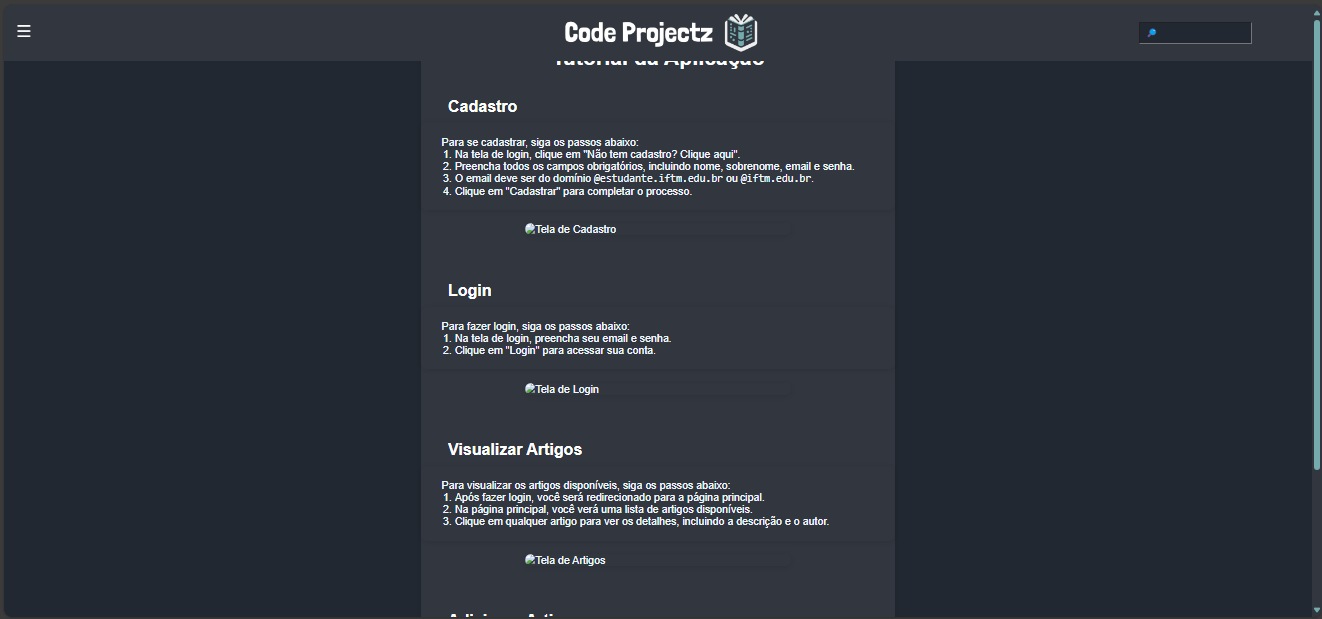 Code Projectz
Tutorial da Aplicação
Cadastro
Para se cadastrar, siga os passos abaixo:
1. Na tela de login, clique em "Não tem cadastro? Clique aqui".
2. Preencha todos os campos obrigatórios, incluindo nome, sobrenome, email e senha.
3. O email deve ser do domínio @estudante.iftm.edu.br ou @iftm.edu.br.
4. Clique em "Cadastrar" para completar o processo.
Tela de Cadastro
Login
Para fazer login, siga os passos abaixo:
1. Na tela de login, preencha seu email e senha.
2. Clique em "Login" para acessar sua conta.
Tela de Login
Visualizar Artigos
Para visualizar os artigos disponíveis, siga os passos abaixo:
1. Após fazer login, você será redirecionado para a página principal.
2. Na página principal, você verá uma lista de artigos disponíveis.
3. Clique em qualquer artigo para ver os detalhes, incluindo a descrição e o autor.
Tela de Artigos